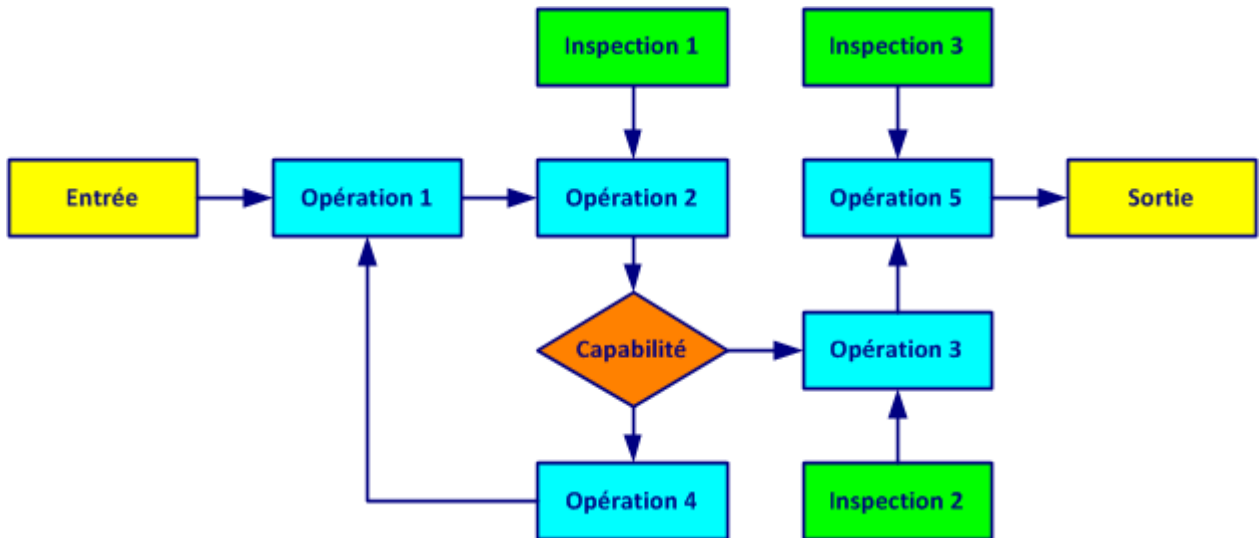 Inspection 1
Inspection 3
Entrée
Opération 1
Opération 2
Opération 5
Sortie
Capabilité
Opération 3
Opération 4
Inspection 2